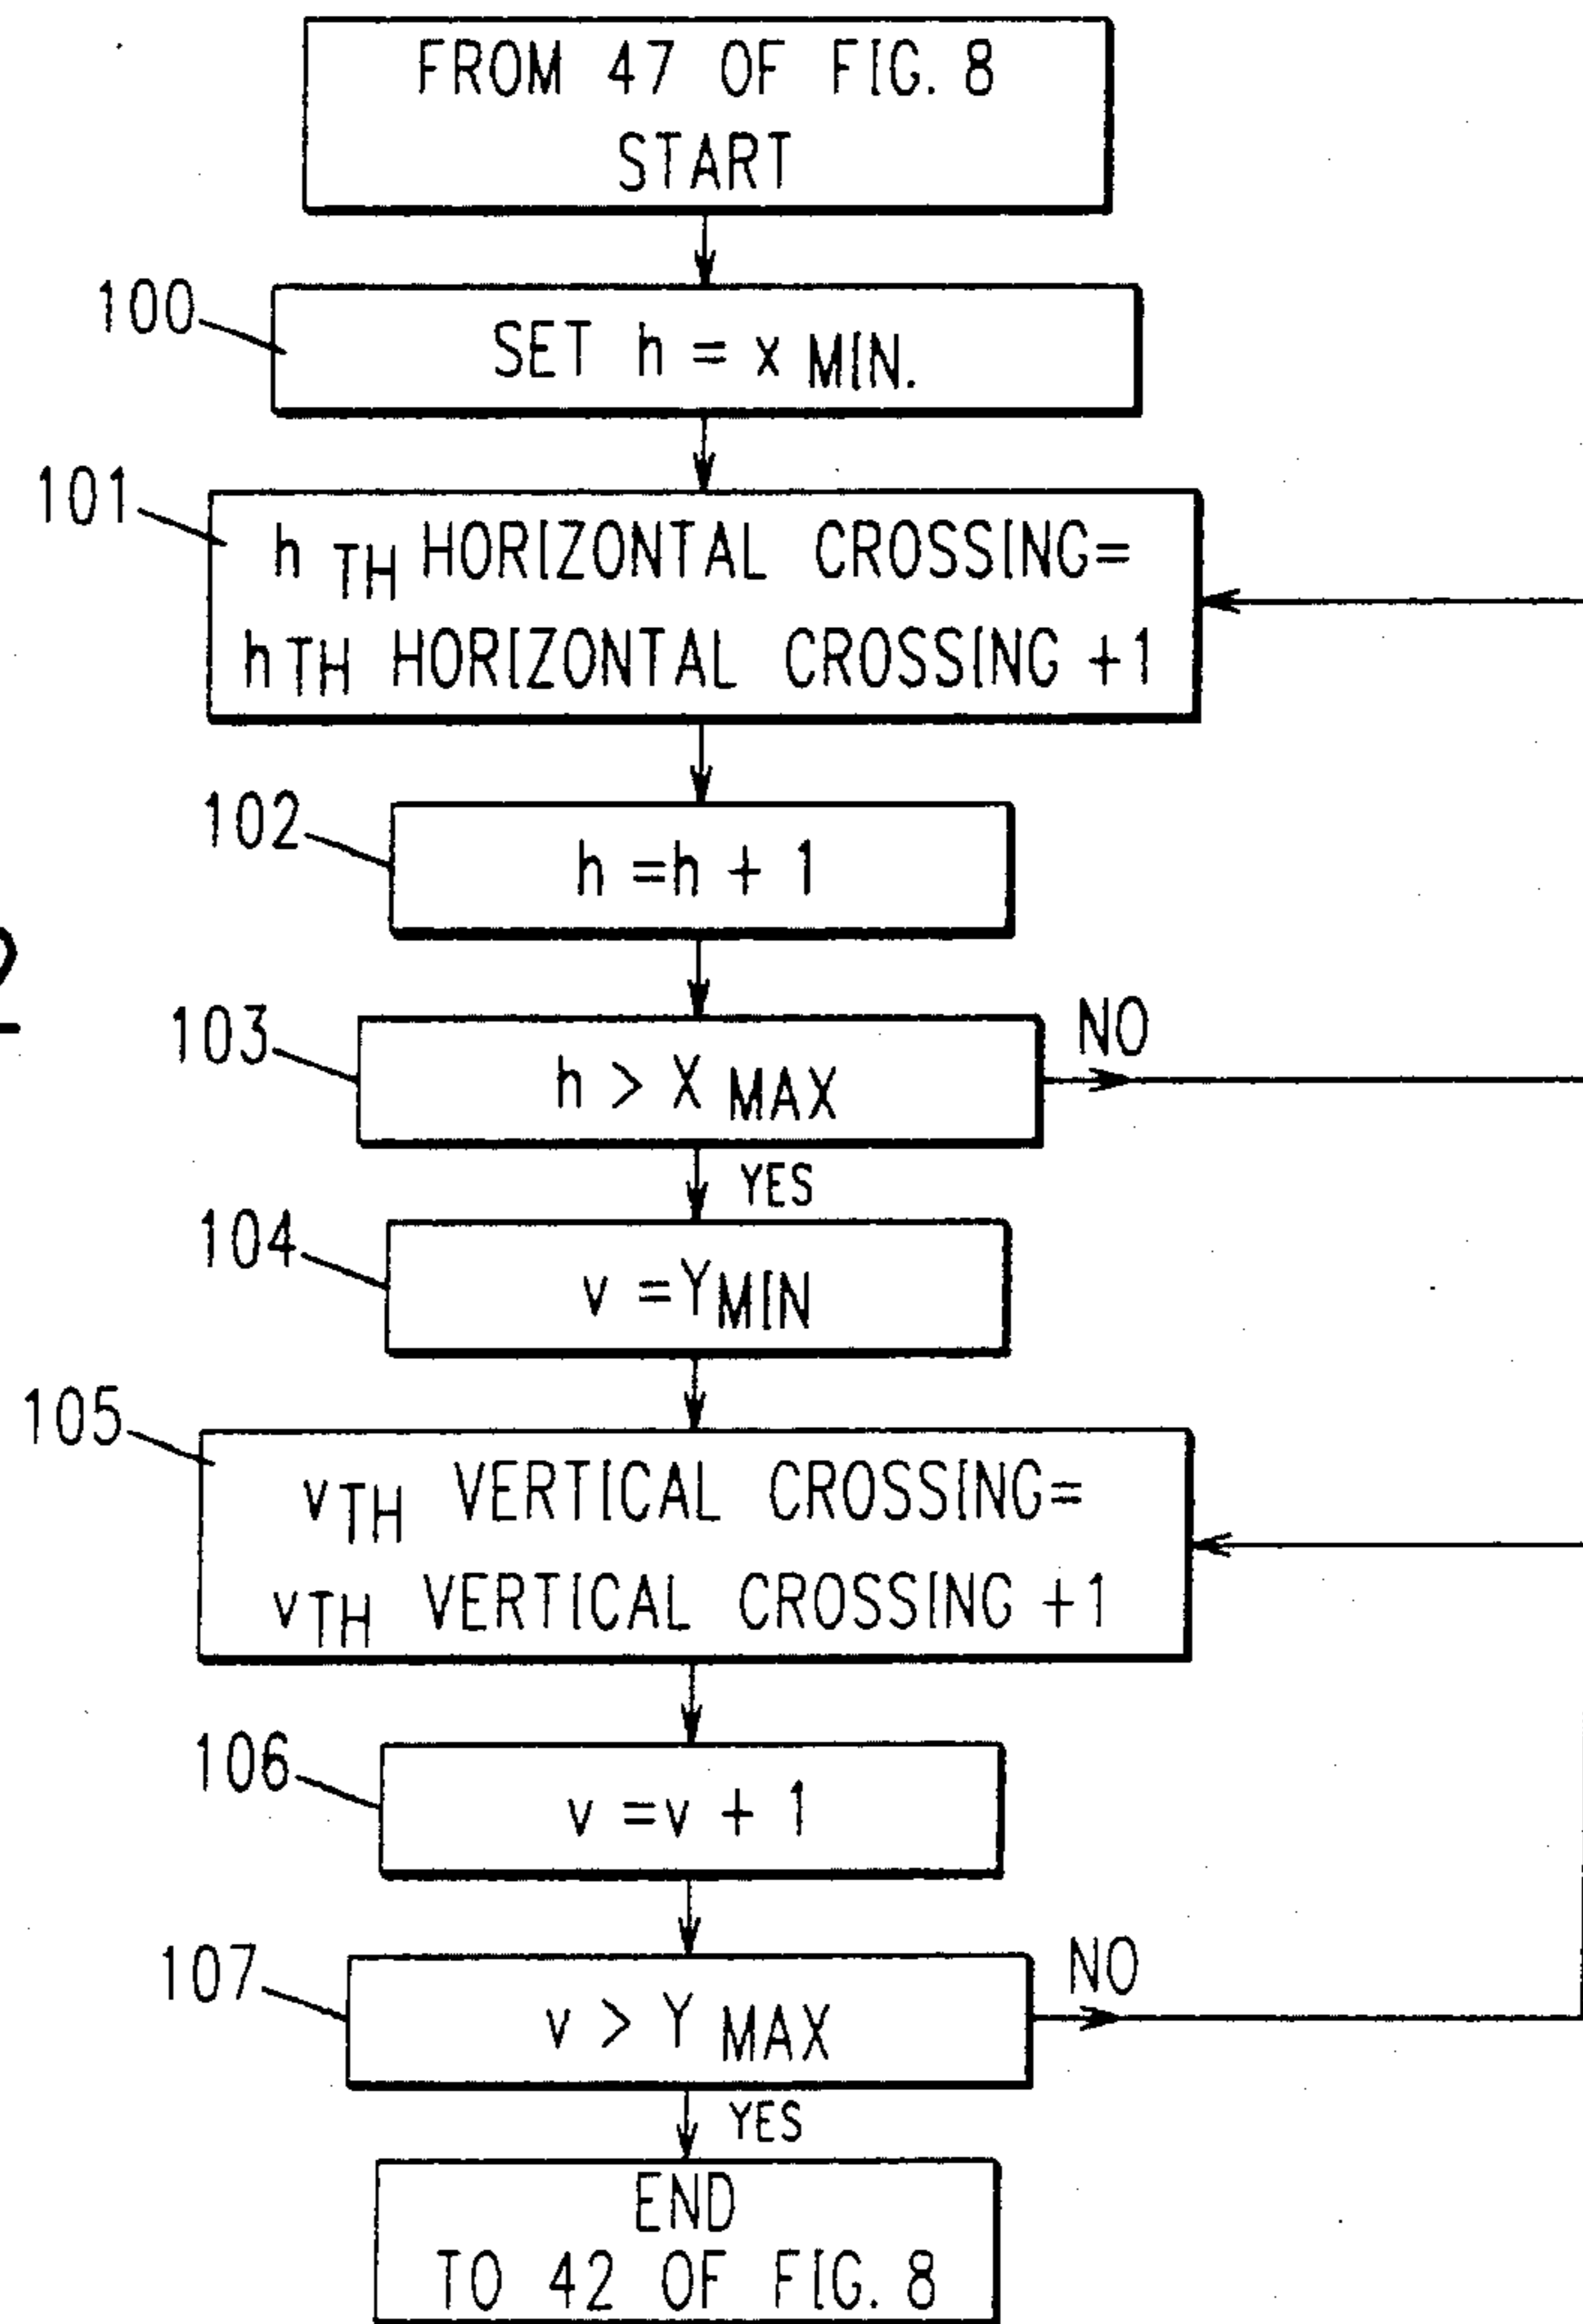 FROM 47 OF FIG. 8
START
100
SET h = x MIN.
101
h TH HORIZONTAL CROSSING=
hTH HORIZONTAL CROSSING +1
102
h =h + 1
103
h > X MAX
NO
YES
104
v =YMIN
105
vTH VERTICAL CROSSING=
vTH VERTICAL CROSSING +1
106
v =v + 1
107
v > Y MAX
NO
YES
END
TO 42 OF FIG. 8